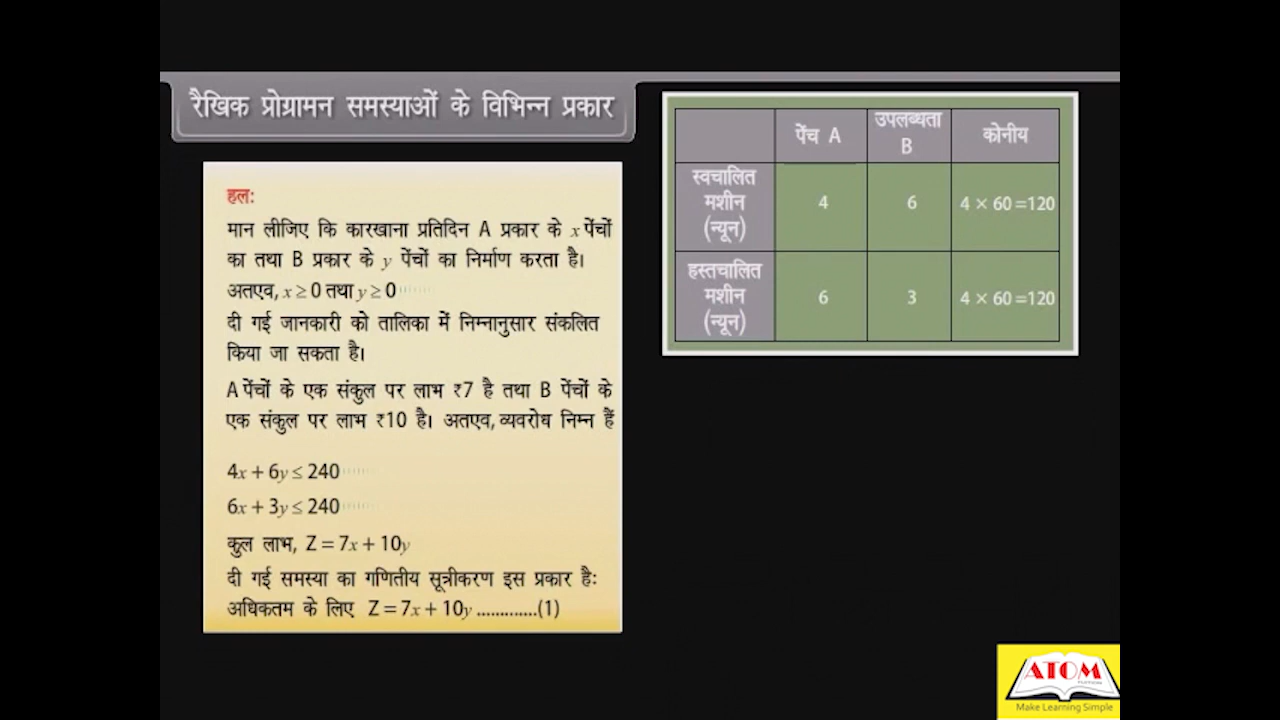 रैखिक प्रोग्रामन समस्याओं के विभिन्न प्रकार
हल:
मान लीजिए कि कारखाना प्रतिदिन A प्रकार के x पेंचों
का तथा B प्रकार के y पेंचों का निर्माण करता है।
अतएव, x ≥ 0 तथा y ≥ 0
दी गई जानकारी को तालिका में निम्नानुसार संकलित
किया जा सकता है।
A पेंचों के एक संकुल पर लाभ ₹7 है तथा B पेंचों के
एक संकुल पर लाभ ₹10 है। अतएव, व्यवरोध निम्न हैं
4x + 6y ≤ 240
6x + 3y ≤ 240
कुल लाभ, Z = 7x + 10y
दी गई समस्या का गणितीय सूत्रीकरण इस प्रकार है:
अधिकतम के लिए Z = 7x + 10y .............(1)
पेंच A
उपलब्धता
B
कोनीय
स्वचालित
मशीन
(न्यून)
4
6
4 × 60 =120
हस्तचालित
मशीन
(न्यून)
6
3
4 × 60 =120
ATOM
Make Learning Simple